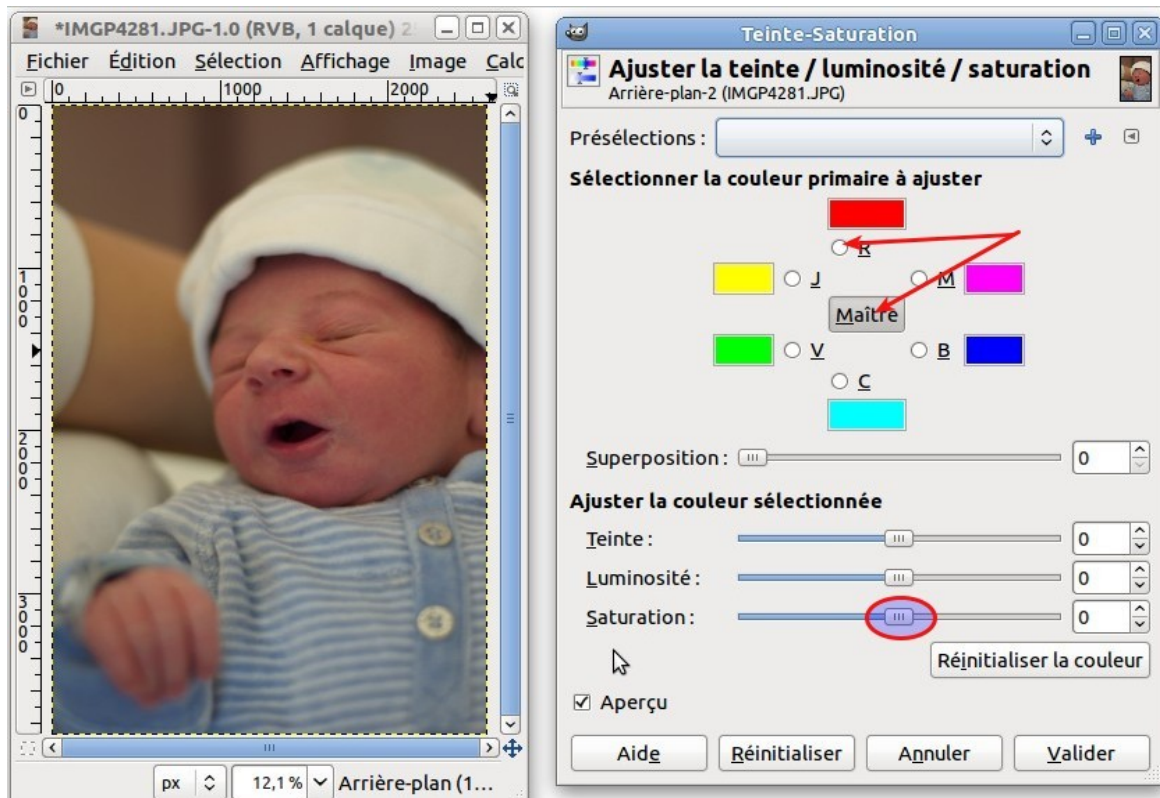 *IMGP4281.JPG-1.0 (RVB, 1 calque)
Fichier Édition Sélection Affichage Image Calc
0 1000 2000
0
1000
2000
3000
px 12,1 % Arrière-plan (1...
Teinte-Saturation
Ajuster la teinte / luminosité / saturation
Arrière-plan-2 (IMGP4281.JPG)
Présélections :
Sélectionner la couleur primaire à ajuster
R
J M
Maître
V B
C
Superposition : 0
Ajuster la couleur sélectionnée
Teinte : 0
Luminosité : 0
Saturation : 0
Réinitialiser la couleur
Aperçu
Aide Réinitialiser Annuler Valider